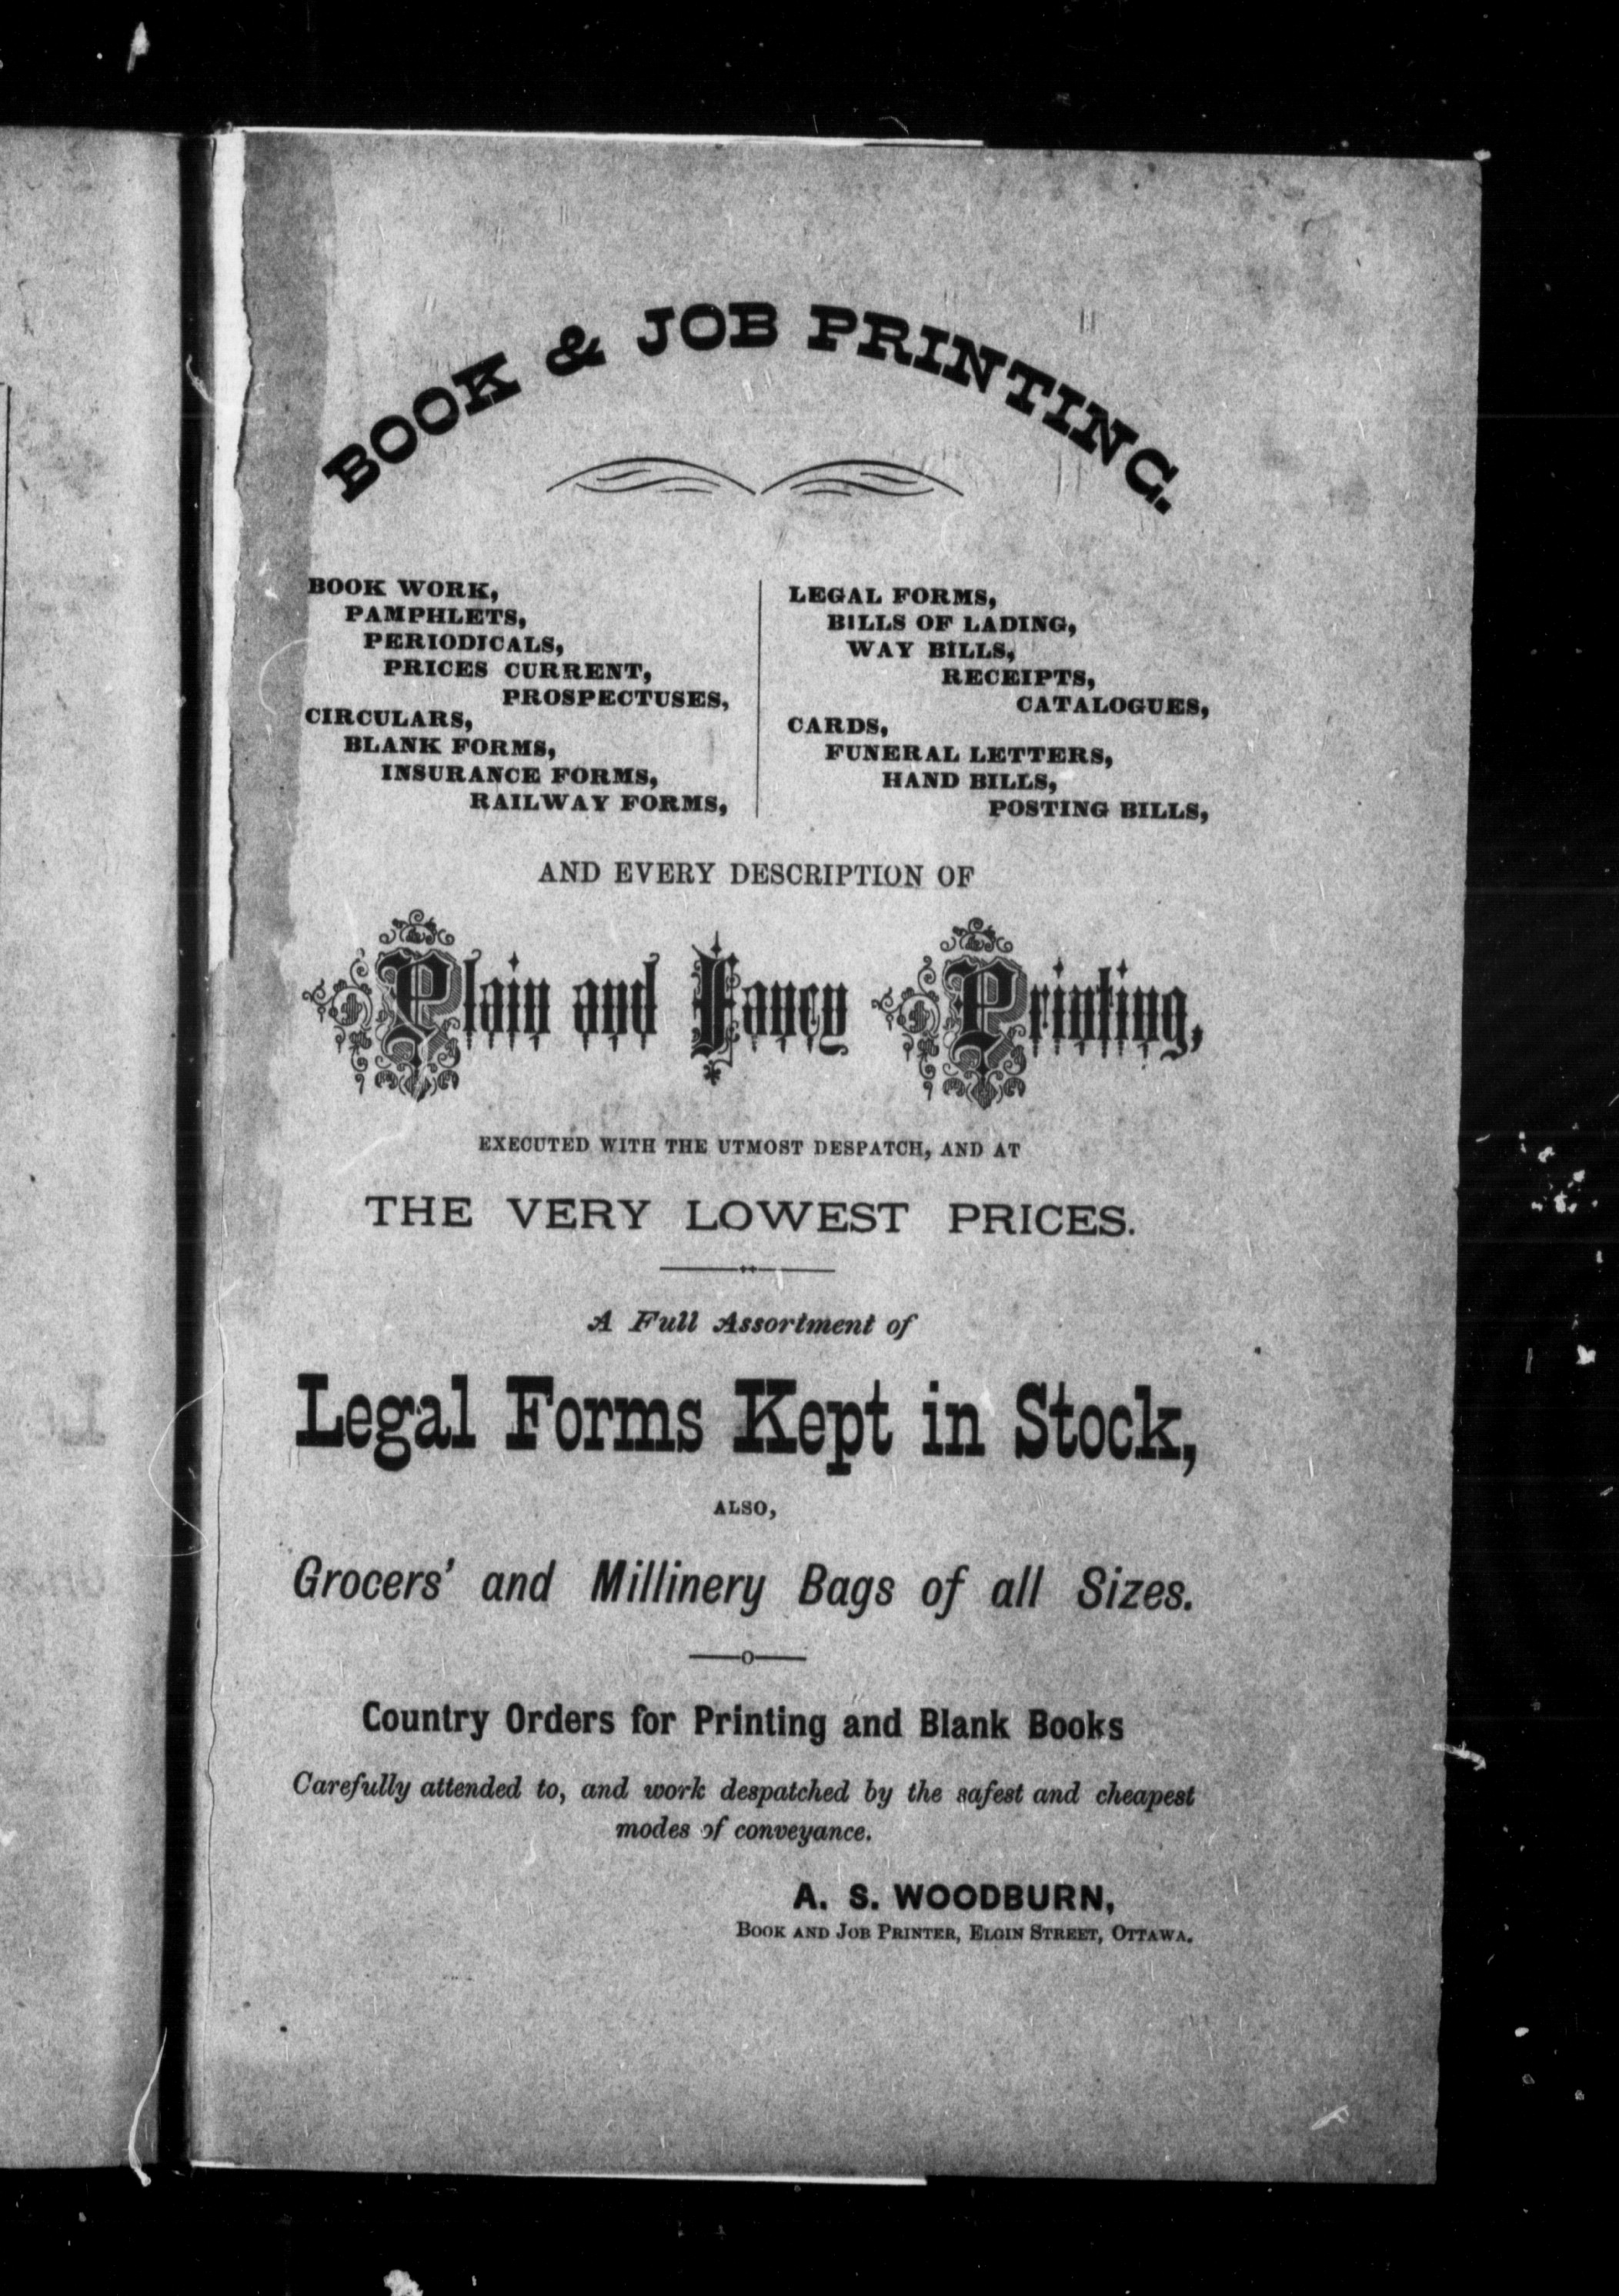 BOOK & JOB PRINTING.
BOOK WORK,
PAMPHLETS,
PERIODICALS,
PRICES CURRENT,
PROSPECTUSES,
CIRCULARS,
BLANK FORMS,
INSURANCE FORMS,
RAILWAY FORMS,
LEGAL FORMS,
BILLS OF LADING,
WAY BILLS,
RECEIPTS,
CATALOGUES,
CARDS,
FUNERAL LETTERS,
HAND BILLS,
POSTING BILLS,
AND EVERY DESCRIPTION OF
Plain and Fancy Printing,
EXECUTED WITH THE UTMOST DESPATCH, AND AT
THE VERY LOWEST PRICES.
A Full Assortment of
Legal Forms Kept in Stock,
ALSO,
Grocers' and Millinery Bags of all Sizes.
Country Orders for Printing and Blank Books
Carefully attended to, and work despatched by the safest and cheapest
modes of conveyance.
A. S. WOODBURN,
BOOK AND JOB PRINTER, ELGIN STREET, OTTAWA.